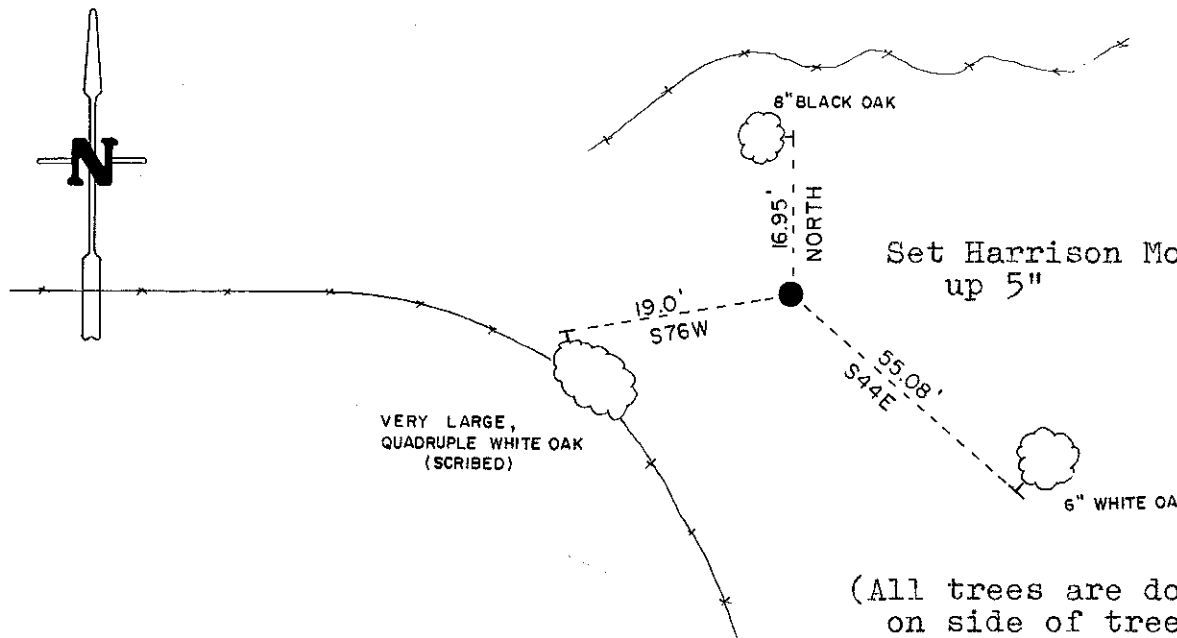 8" BLACK OAK
N
16.95'
NORTH
Set Harrison Mo
up 5"
19.0'
S76W
55.08'
S44E
VERY LARGE,
QUADRUPLE WHITE OAK
(SCRIBED)
6" WHITE OA
(All trees are do
on side of tree